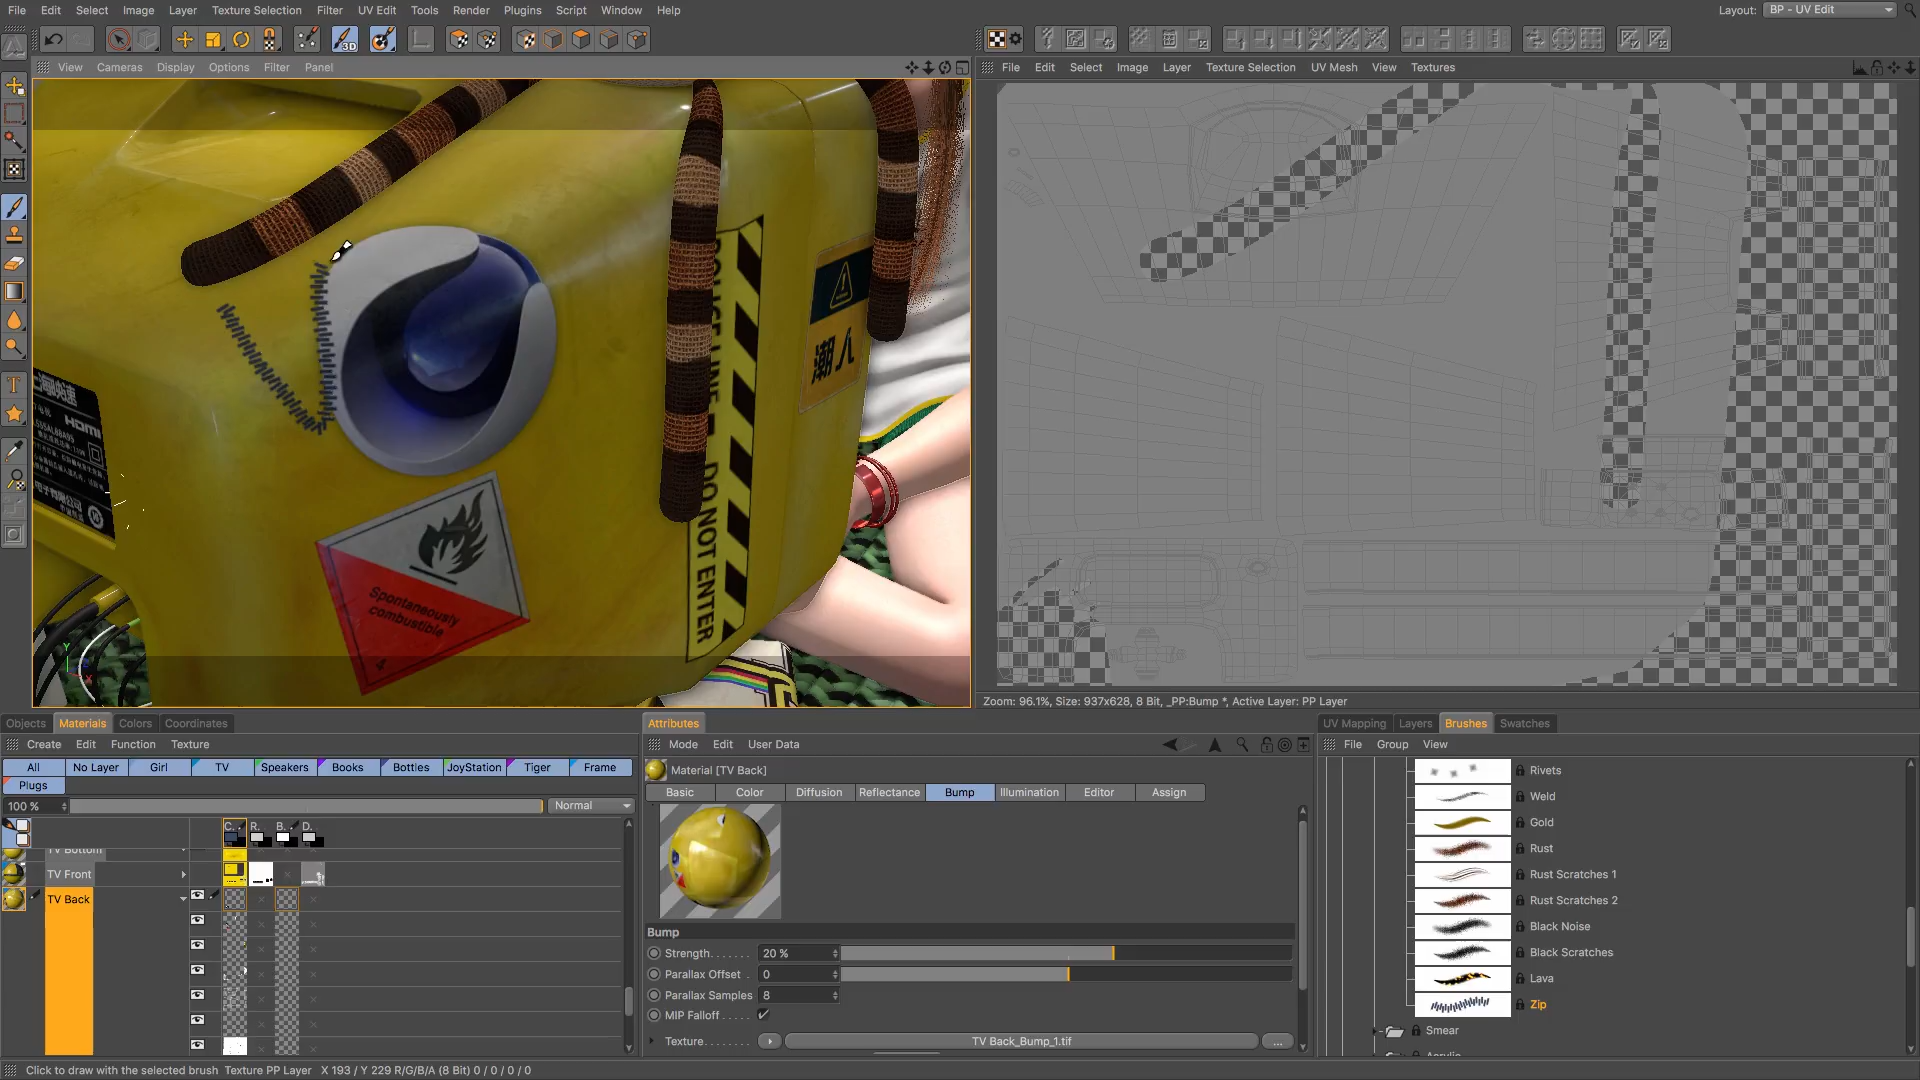 File Edit Select Image Layer Texture Selection Filter UV Edit Tools Render Plugins Script Window Help
Layout: BP - UV Edit
3D
View Cameras Display Options Filter Panel
File Edit Select Image Layer Texture Selection UV Mesh View Textures
潮人
HDMI
DO NOT ENTER
Spontaneously
combustible
4
Y
X
Zoom: 96.1%, Size: 937x628, 8 Bit, _PP:Bump *, Active Layer: PP Layer
Objects Materials Colors Coordinates
Attributes
UV Mapping Layers Brushes Swatches
Create Edit Function Texture
Mode Edit User Data
File Group View
All No Layer Girl TV Speakers Books Bottles JoyStation Tiger Frame
Plugs
Material [TV Back]
Basic Color Diffusion Reflectance Bump Illumination Editor Assign
100 % Normal
C. R. B. D.
TV Bottom
TV Front
TV Back
Bump
Strength....... 20 %
Parallax Offset . 0
Parallax Samples 8
MIP Falloff.....
Texture........ TV Back_Bump_1.tif ...
Rivets
Weld
Gold
Rust
Rust Scratches 1
Rust Scratches 2
Black Noise
Black Scratches
Lava
Zip
Smear
Click to draw with the selected brush Texture PP Layer X 193 / Y 229 R/G/B/A (8 Bit) 0 / 0 / 0 / 0